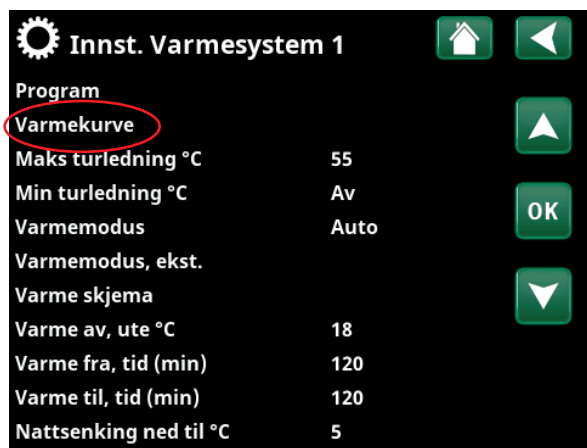 Innst. Varmesystem 1
Program
Varmekurve
Maks turledning °C 55
Min turledning °C Av
Varmemodus Auto
OK
Varmemodus, ekst.
Varme skjema
Varme av, ute °C 18
Varme fra, tid (min) 120
Varme til, tid (min) 120
Nattsenking ned til °C 5